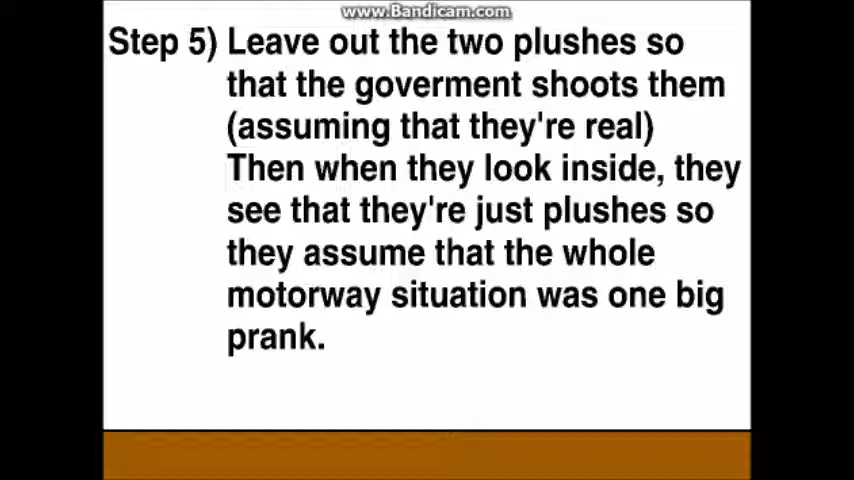 www.Bandicam.com
Step 5) Leave out the two plushes so
that the goverment shoots them
(assuming that they're real)
Then when they look inside, they
see that they're just plushes so
they assume that the whole
motorway situation was one big
prank.